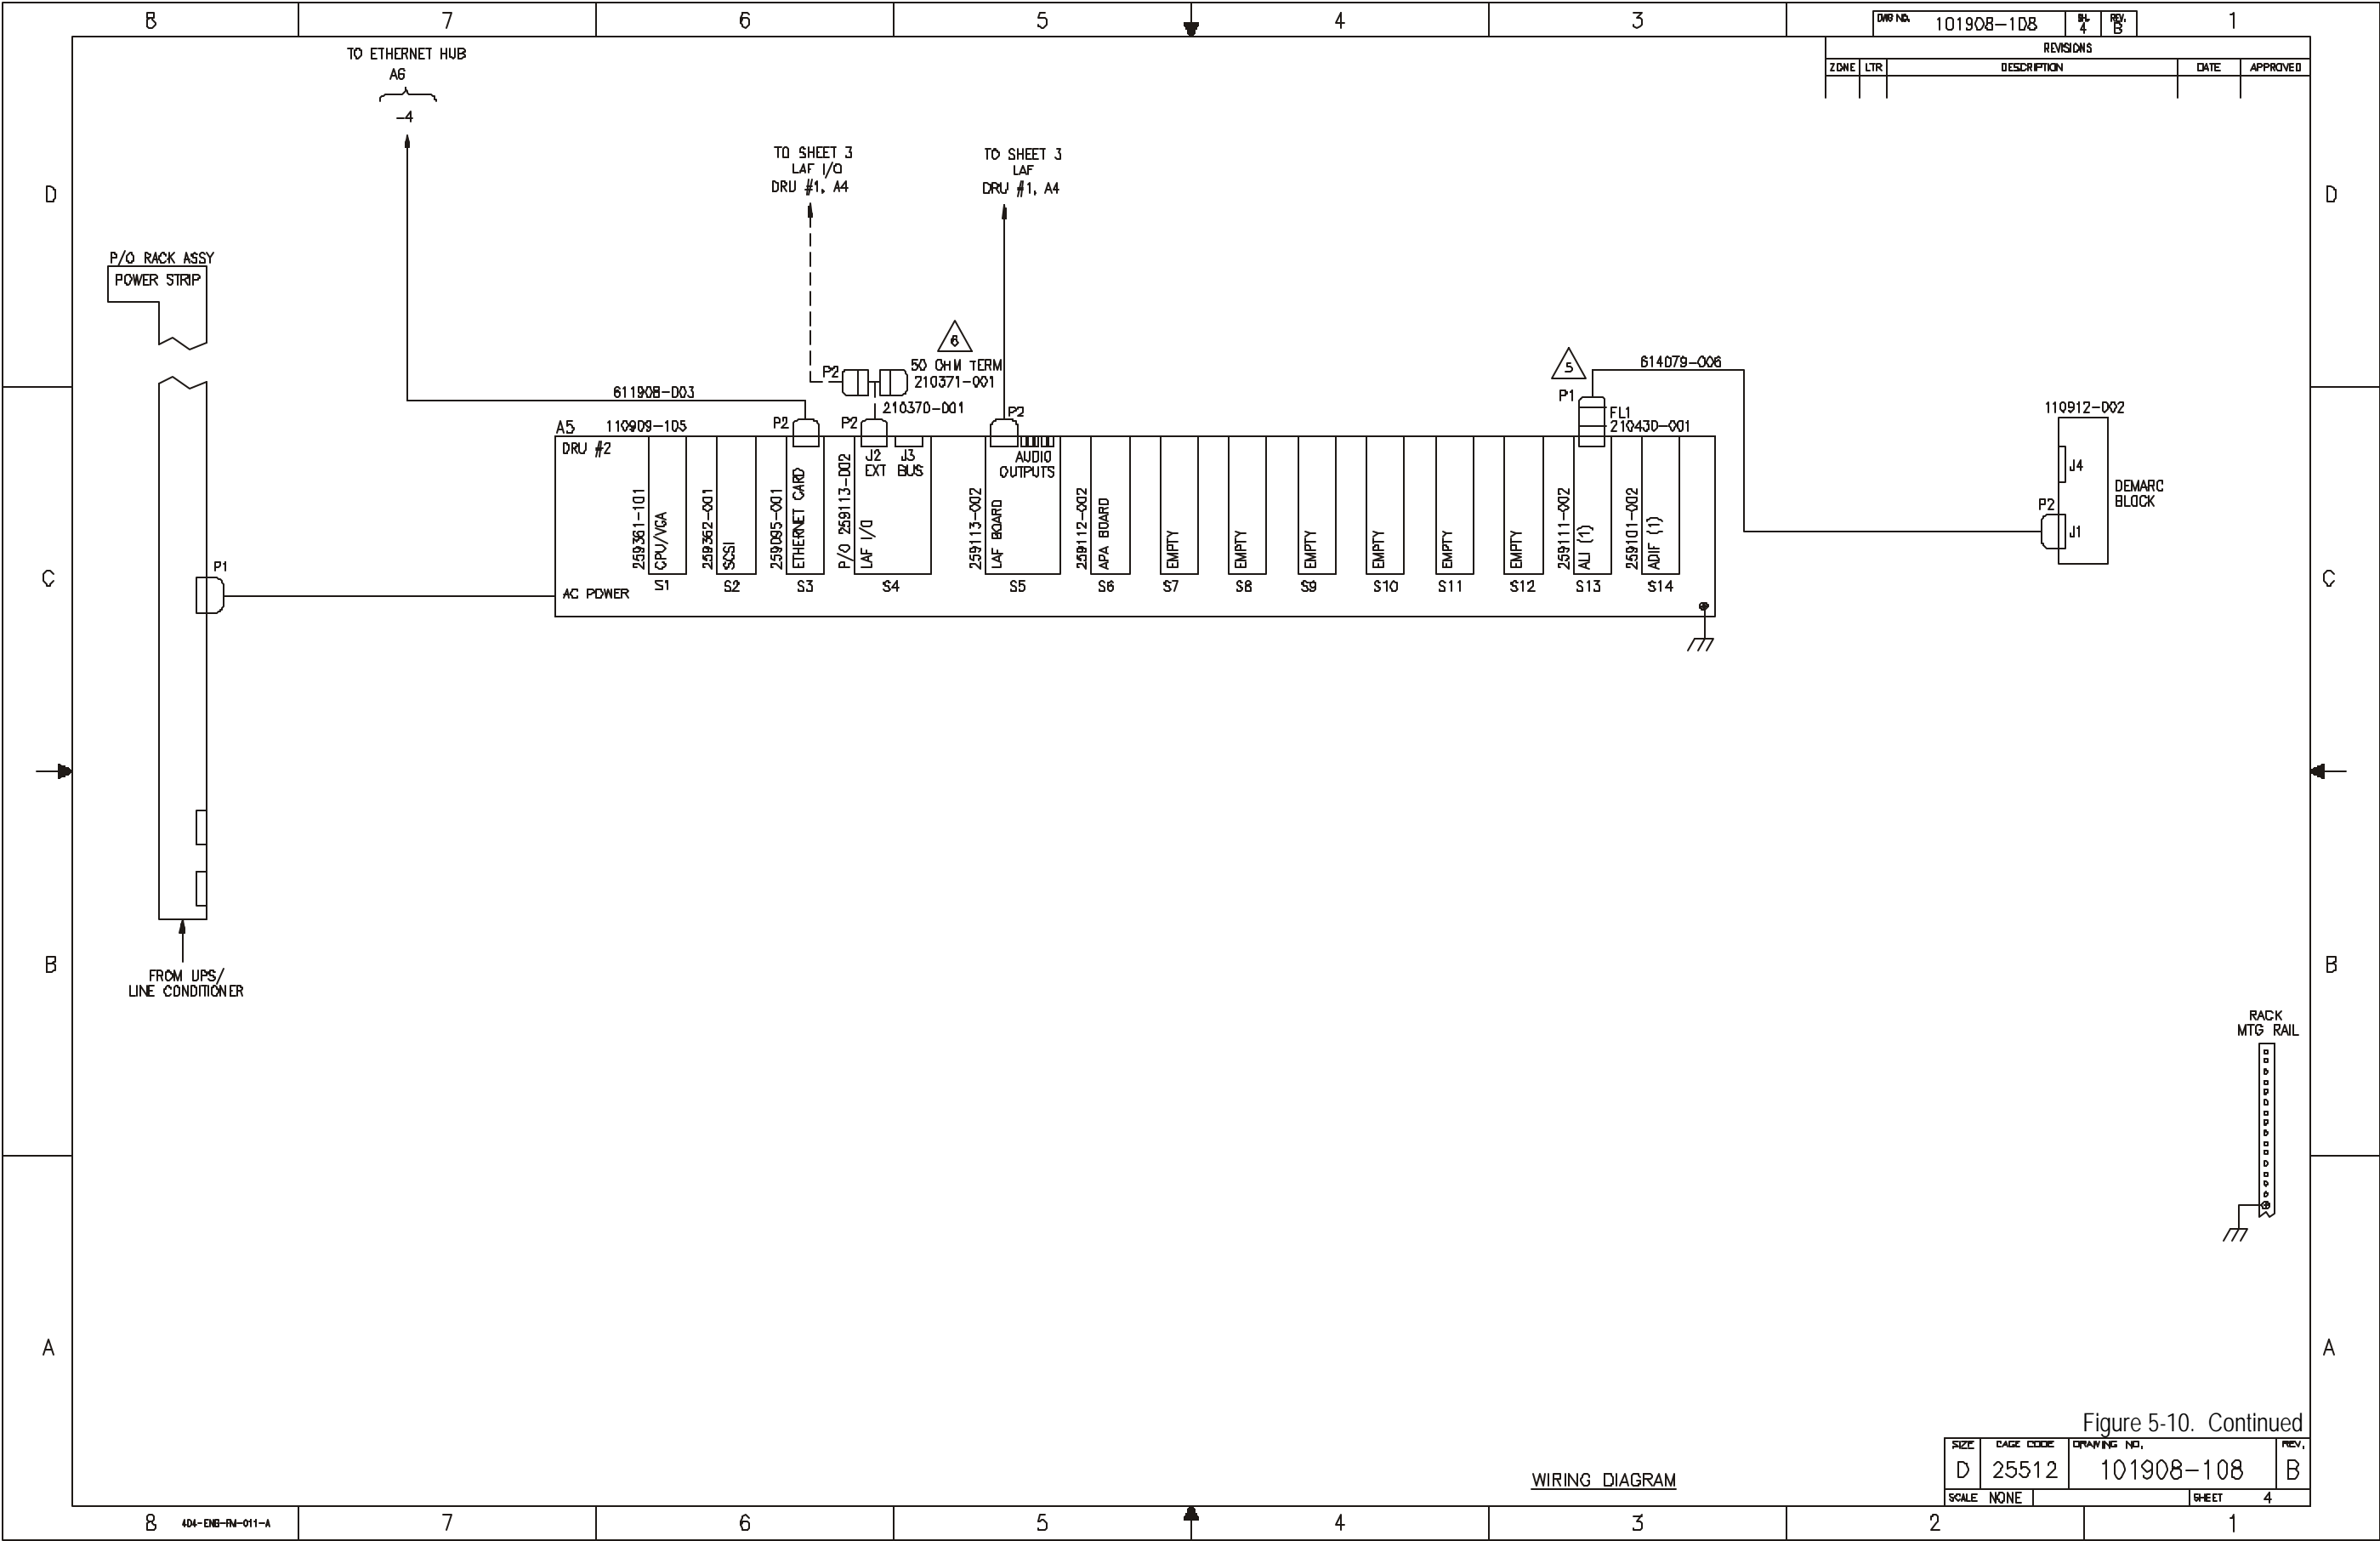 8 7 6 5 4 3 1
DWG NO. 101908-108 SH. 4 REV. B
REVISIONS
ZONE LTR DESCRIPTION DATE APPROVED
TO ETHERNET HUB
A6
-4
TO SHEET 3
LAF I/O
DRU #1, A4
TO SHEET 3
LAF
DRU #1, A4
D D
P/O RACK ASSY
POWER STRIP
6
50 OHM TERM
210371-001
P2
210370-001
611908-003
5
614079-006
P1
FL1
210430-001
110912-002
J4
DEMARC
BLOCK
P2
J1
A5 110909-105
P2 P2 P2
DRU #2
J2 J3
EXT BUS
AUDIO
OUTPUTS
259361-101
CPU/VGA
259362-001
SCSI
259095-001
ETHERNET CARD
P/O 259113-002
LAF I/O
259113-002
LAF BOARD
259112-002
APA BOARD
EMPTY
EMPTY
EMPTY
EMPTY
EMPTY
EMPTY
259111-002
ALI (1)
259101-002
ADIF (1)
S1 S2 S3 S4 S5 S6 S7 S8 S9 S10 S11 S12 S13 S14
P1
AC POWER
C C
B B
FROM UPS/
LINE CONDITIONER
RACK
MTG RAIL
A A
Figure 5-10. Continued
SIZE CAGE CODE DRAWING NO. REV.
D 25512 101908-108 B
SCALE NONE SHEET 4
WIRING DIAGRAM
8 404-ENG-FM-011-A 7 6 5 4 3 2 1